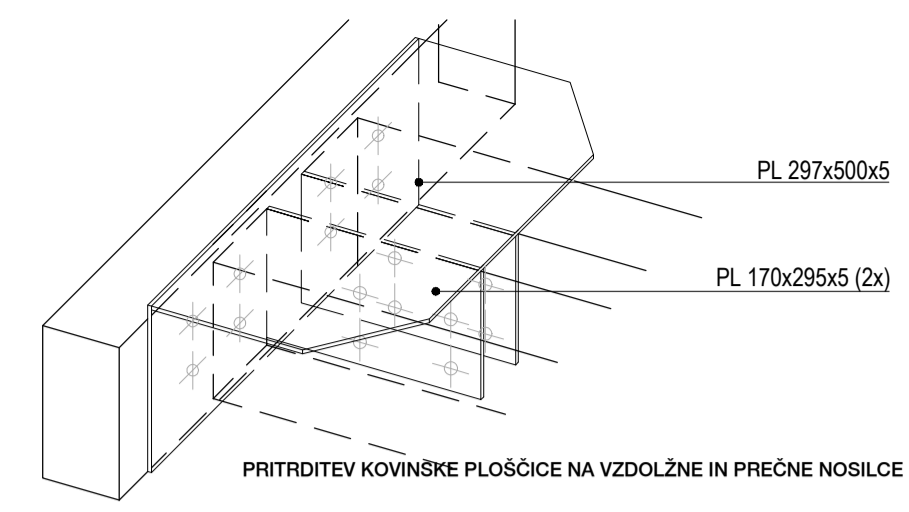 PL 297x500x5
PL 170x295x5 (2x)
PRITRDITEV KOVINSKE PLOŠČICE NA VZDOLŽNE IN PREČNE NOSILCE